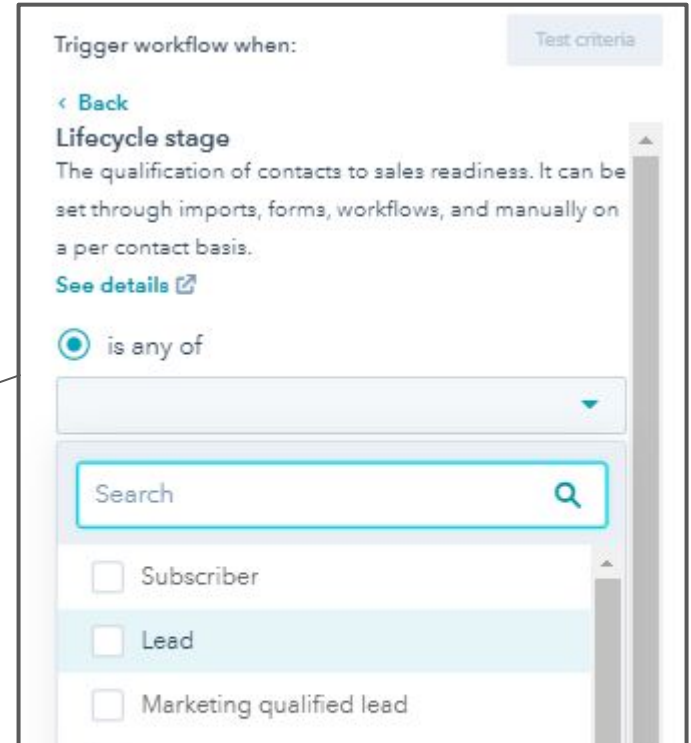 Trigger workflow when:
Test criteria
< Back
Lifecycle stage
The qualification of contacts to sales readiness. It can be
set through imports, forms, workflows, and manually on
a per contact basis.
See details
is any of
Search
Subscriber
Lead
Marketing qualified lead